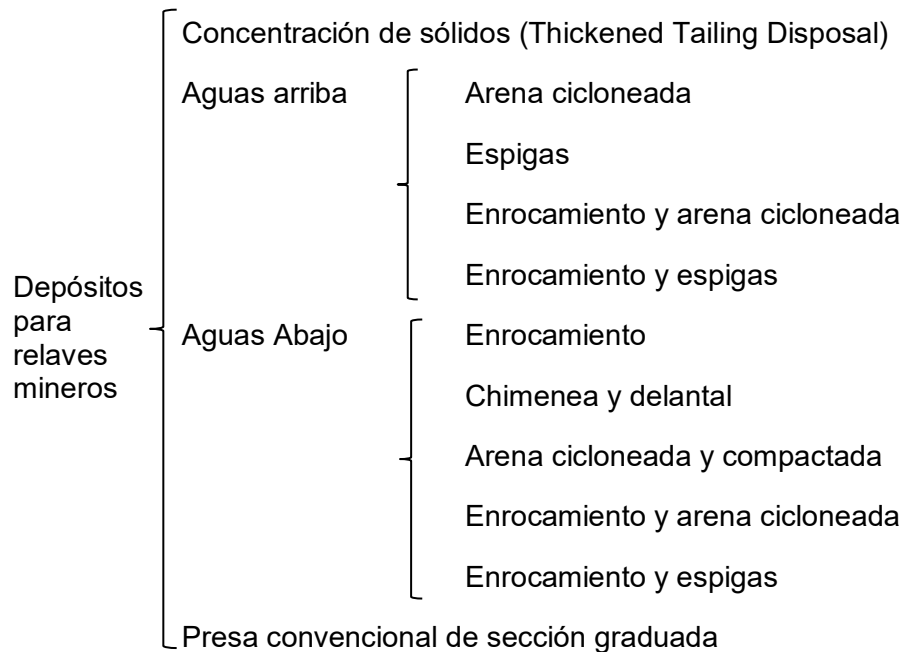 Concentración de sólidos (Thickened Tailing Disposal)
Aguas arriba
Arena cicloneada
Espigas
Enrocamiento y arena cicloneada
Enrocamiento y espigas
Depósitos
para
relaves
mineros
Aguas Abajo
Enrocamiento
Chimenea y delantal
Arena cicloneada y compactada
Enrocamiento y arena cicloneada
Enrocamiento y espigas
Presa convencional de sección graduada